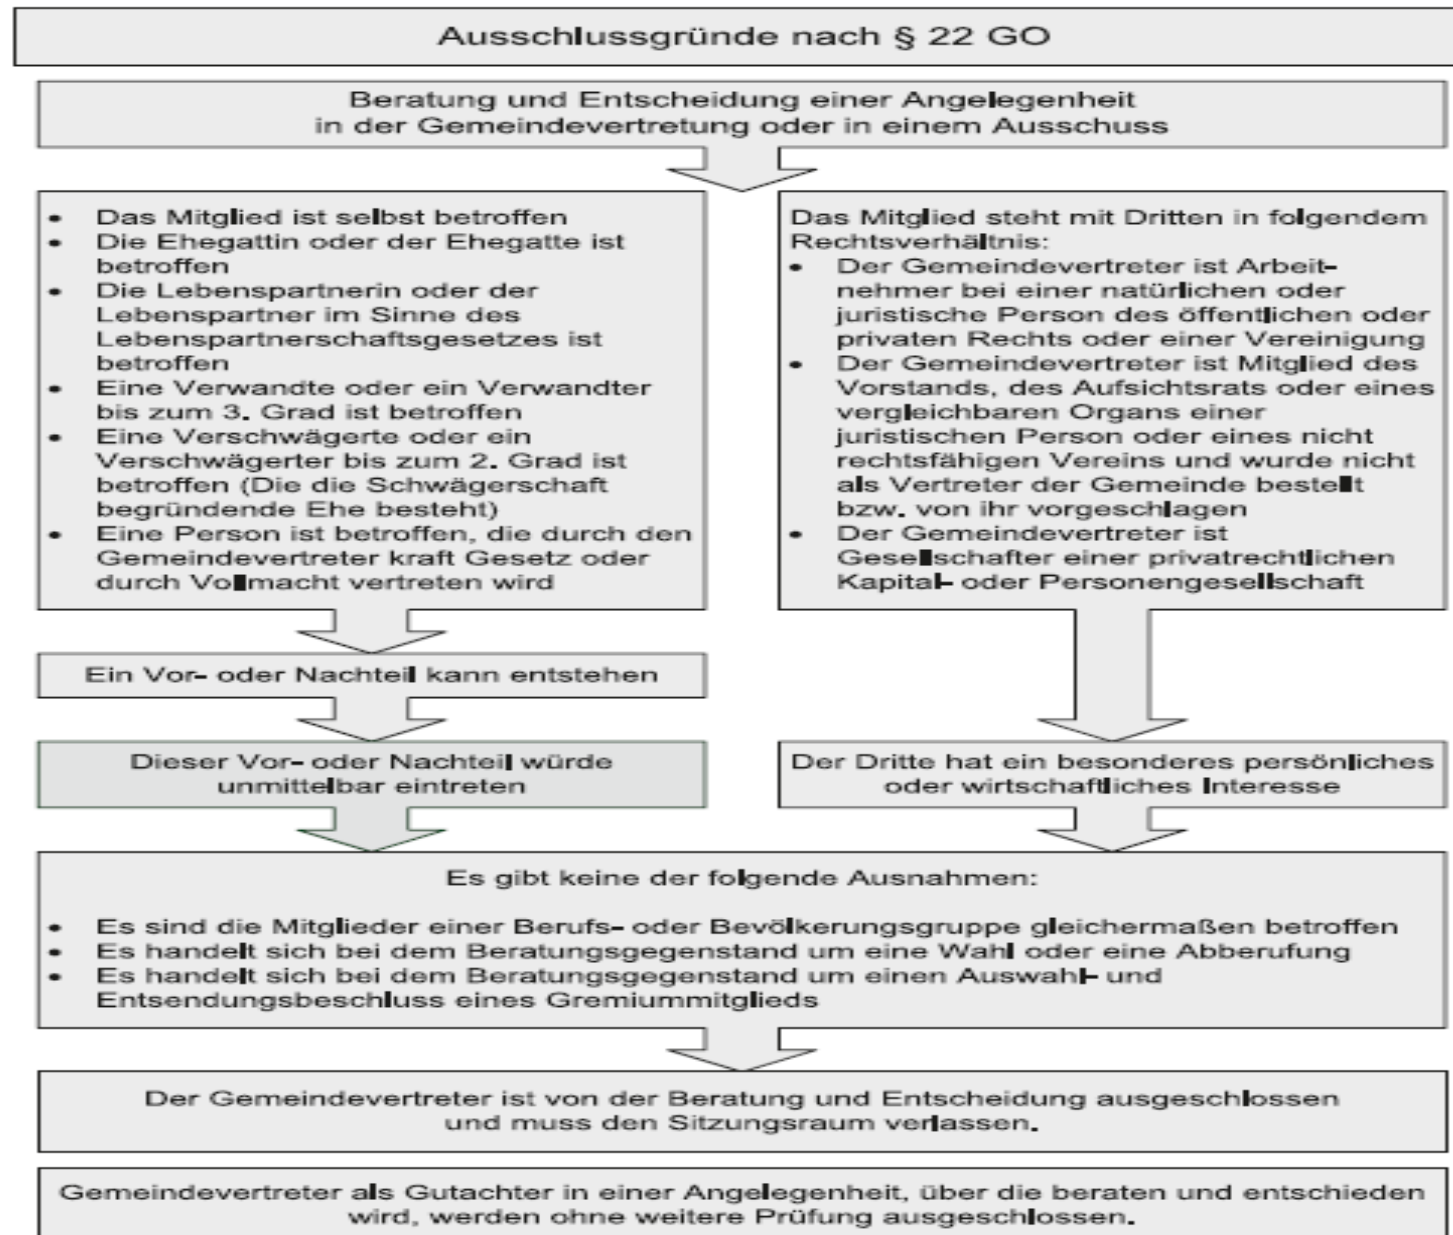 Ausschlussgründe nach § 22 GO
Beratung und Entscheidung einer Angelegenheit
in der Gemeindevertretung oder in einem Ausschuss
• Das Mitglied ist selbst betroffen
• Die Ehegattin oder der Ehegatte ist
betroffen
• Die Lebenspartnerin oder der
Lebenspartner im Sinne des
Lebenspartnerschaftsgesetzes ist
betroffen
• Eine Verwandte oder ein Verwandter
bis zum 3. Grad ist betroffen
• Eine Verschwägerte oder ein
Verschwägerter bis zum 2. Grad ist
betroffen (Die die Schwägerschaft
begründende Ehe besteht)
• Eine Person ist betroffen, die durch den
Gemeindevertreter kraft Gesetz oder
durch Vollmacht vertreten wird
Das Mitglied steht mit Dritten in folgendem
Rechtsverhältnis:
• Der Gemeindevertreter ist Arbeit-
nehmer bei einer natürlichen oder
juristische Person des öffentlichen oder
privaten Rechts oder einer Vereinigung
• Der Gemeindevertreter ist Mitglied des
Vorstands, des Aufsichtsrats oder eines
vergleichbaren Organs einer
juristischen Person oder eines nicht
rechtsfähigen Vereins und wurde nicht
als Vertreter der Gemeinde bestellt
bzw. von ihr vorgeschlagen
• Der Gemeindevertreter ist
Gesellschafter einer privatrechtlichen
Kapital- oder Personengesellschaft
Ein Vor- oder Nachteil kann entstehen
Dieser Vor- oder Nachteil würde
unmittelbar eintreten
Der Dritte hat ein besonderes persönliches
oder wirtschaftliches Interesse
Es gibt keine der folgende Ausnahmen:
• Es sind die Mitglieder einer Berufs- oder Bevölkerungsgruppe gleichermaßen betroffen
• Es handelt sich bei dem Beratungsgegenstand um eine Wahl oder eine Abberufung
• Es handelt sich bei dem Beratungsgegenstand um einen Auswahl- und
Entsendungsbeschluss eines Gremiummitglieds
Der Gemeindevertreter ist von der Beratung und Entscheidung ausgeschlossen
und muss den Sitzungsraum verlassen.
Gemeindevertreter als Gutachter in einer Angelegenheit, über die beraten und entschieden
wird, werden ohne weitere Prüfung ausgeschlossen.